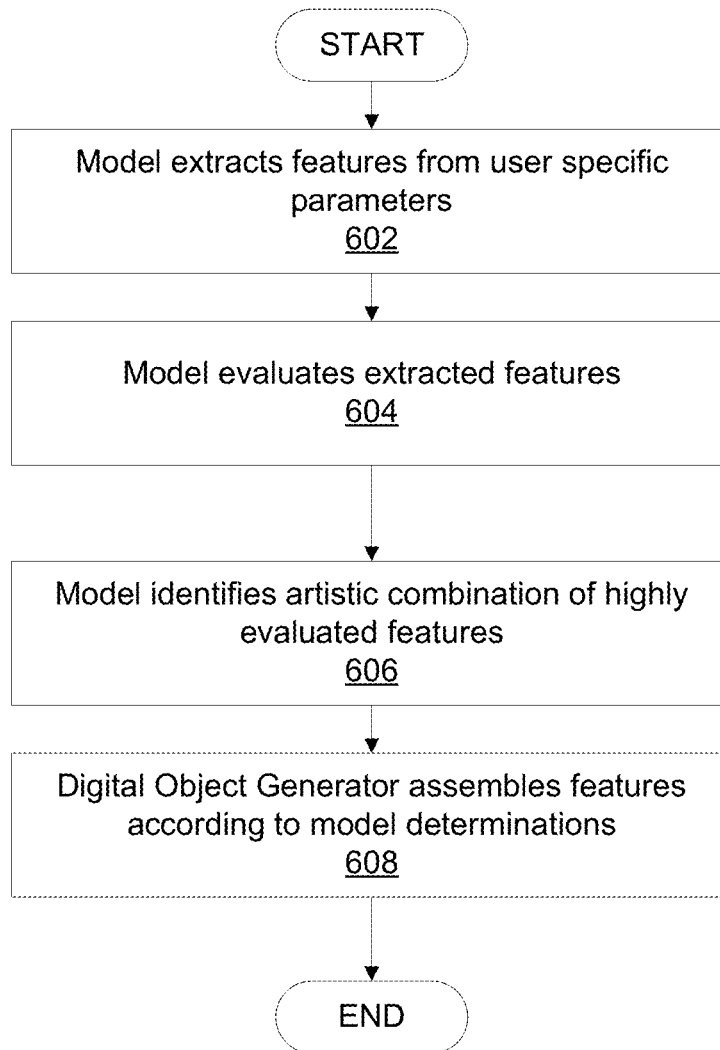 START
Model extracts features from user specific
parameters
602
Model evaluates extracted features
604
Model identifies artistic combination of highly
evaluated features
606
Digital Object Generator assembles features
according to model determinations
608
END